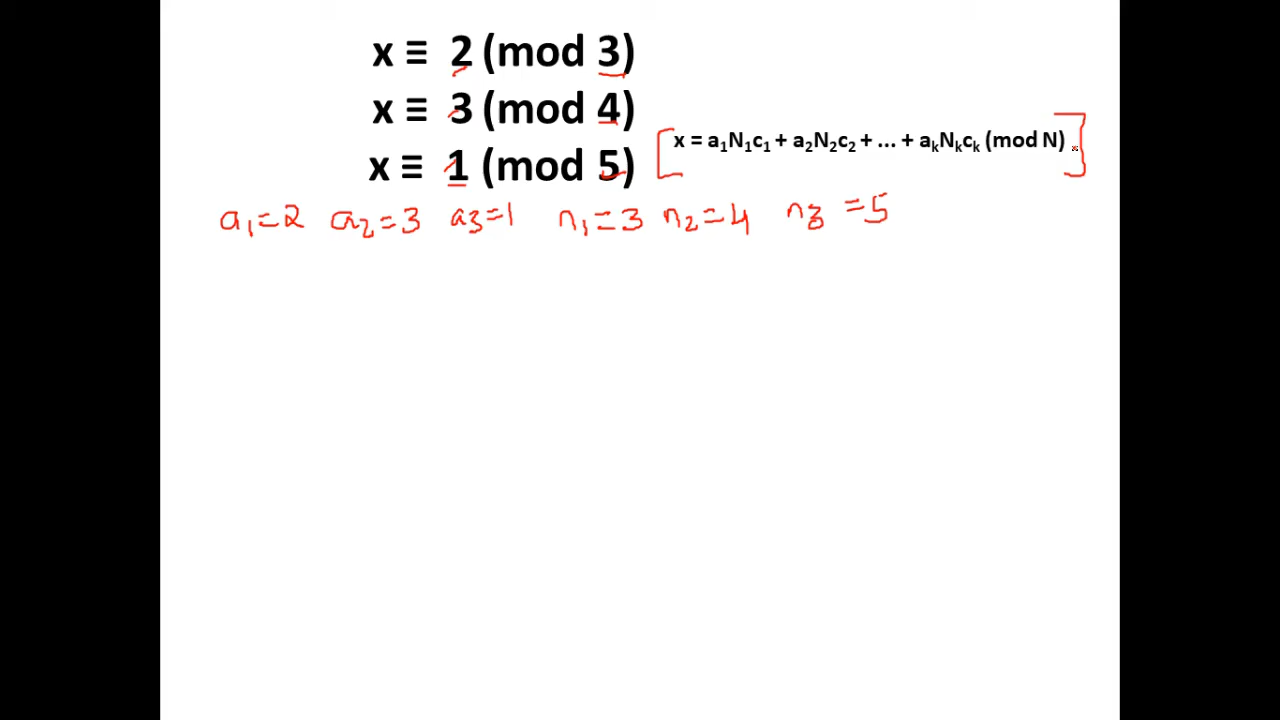 x ≡ 2 (mod 3)
x ≡ 3 (mod 4)
x = a₁N₁c₁ + a₂N₂c₂ + ... + aₖNₖcₖ (mod N)
x ≡ 1 (mod 5)
a₁=2 a₂=3 a₃=1 n₁=3 n₂=4 n₃ =5